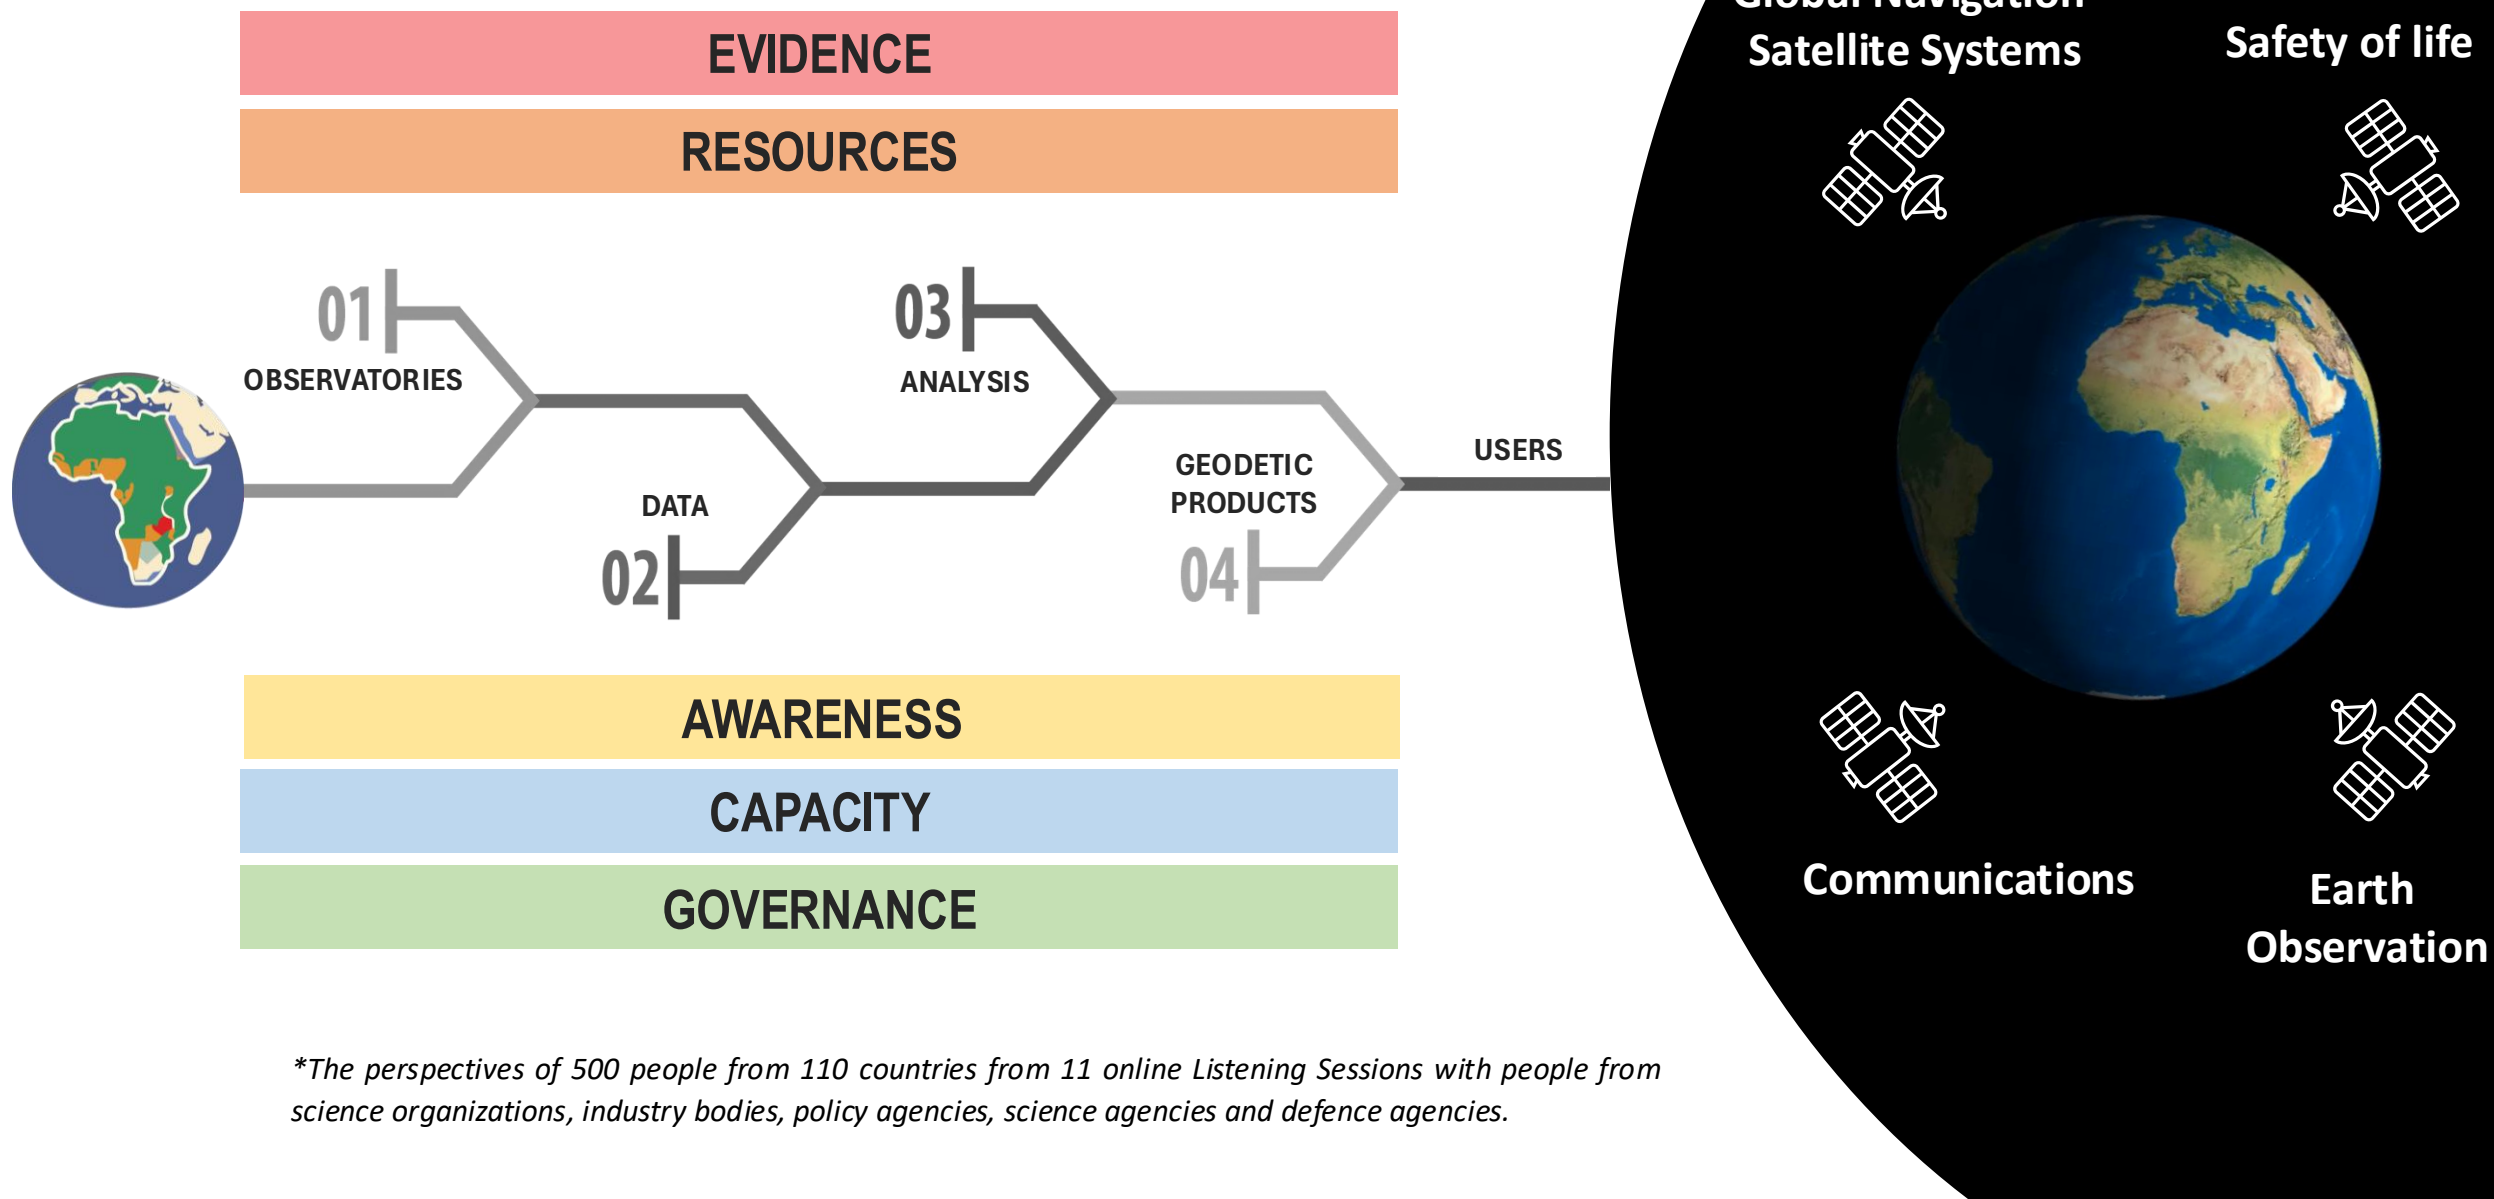 EVIDENCE
RESOURCES
01
OBSERVATORIES
DATA
02
03
ANALYSIS
GEODETIC
PRODUCTS
04
USERS
AWARENESS
CAPACITY
GOVERNANCE
*The perspectives of 500 people from 110 countries from 11 online Listening Sessions with people from
science organizations, industry bodies, policy agencies, science agencies and defence agencies.
Global Navigation
Satellite Systems
Safety of life
Communications
Earth
Observation